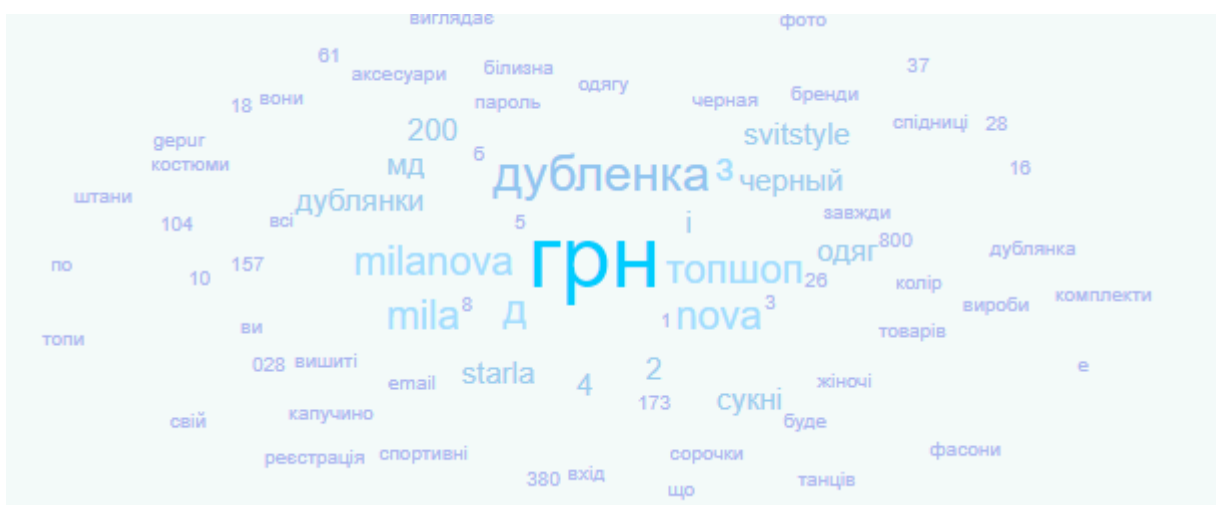 виглядає фото
61 37
аксесуари білизна
одягу
18 вони пароль черная бренди
200 svitstyle спідниці 28
gepur
костюми мд 6 дубленка 3 черный 16
штани дублянки
104 всі 5 і завжди
по 157 milanova грн топшоп одяг 800 дублянка
10 26 колір
mila 8 д 1 nova 3 вироби комплекти
топи ви товарів
028 вишиті starla 2 е
email 4 жіночі
173 сукні
свій капучино буде
реєстрація спортивні сорочки фасони
380 вхід що танців